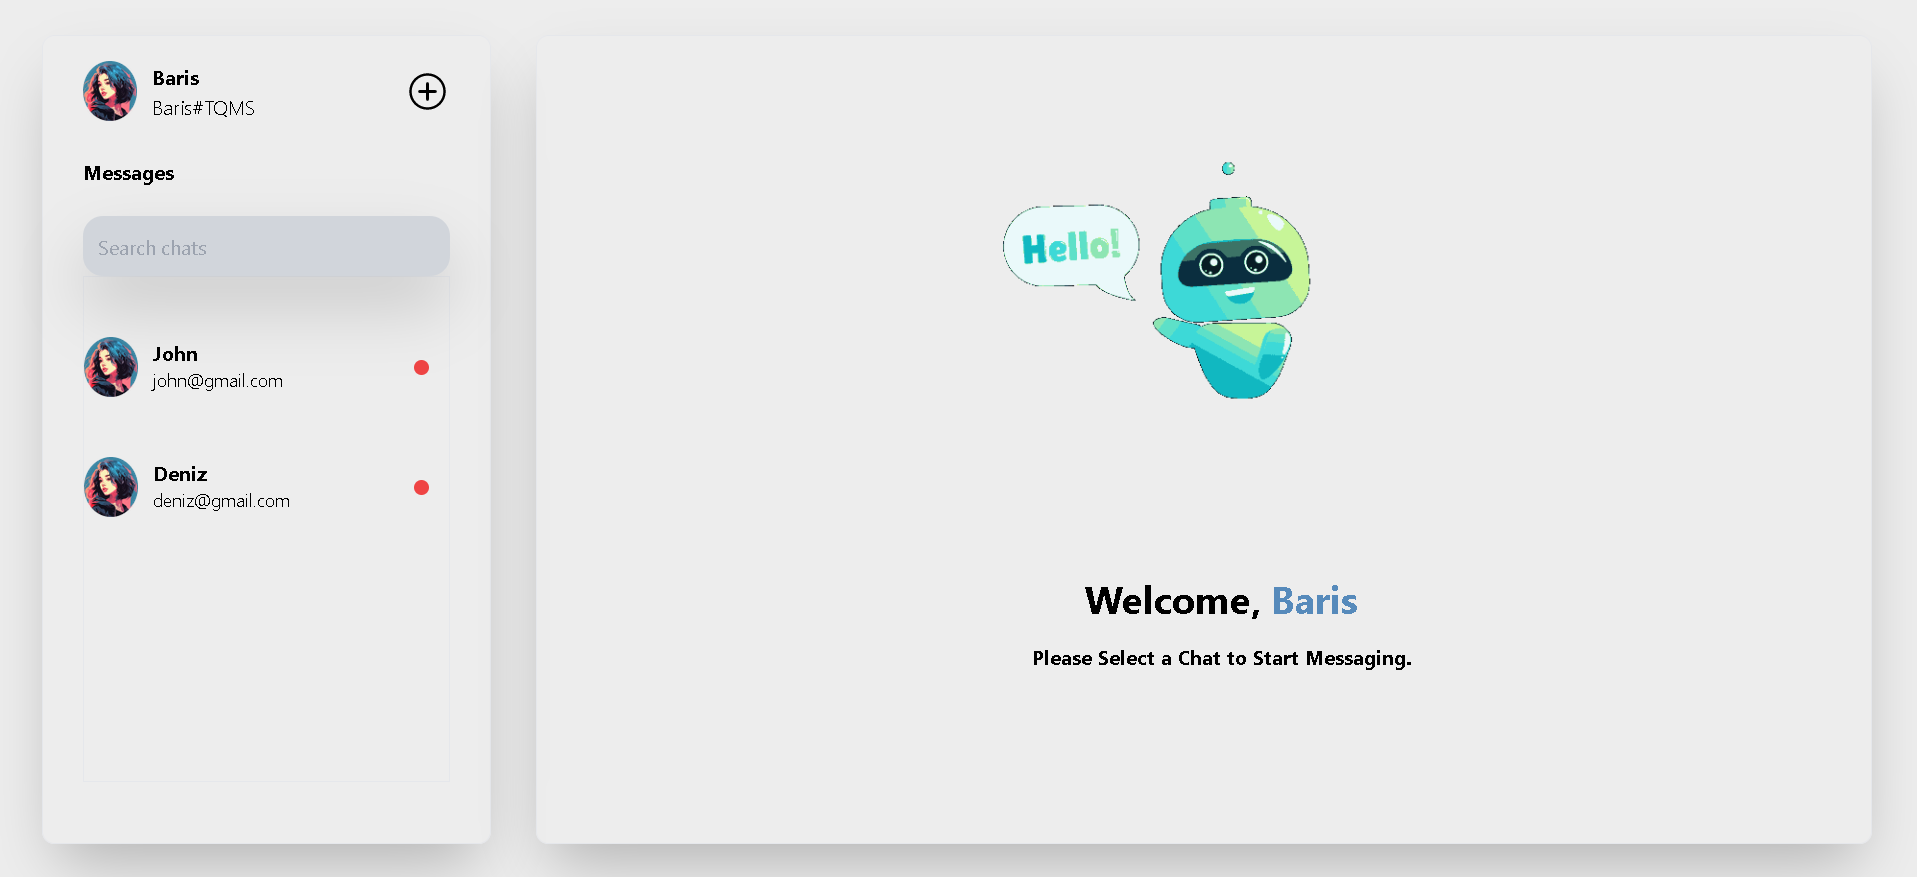 Baris
Baris#TQMS
Messages
Search chats
John
john@gmail.com
Deniz
deniz@gmail.com
Hello!
Welcome, Baris
Please Select a Chat to Start Messaging.